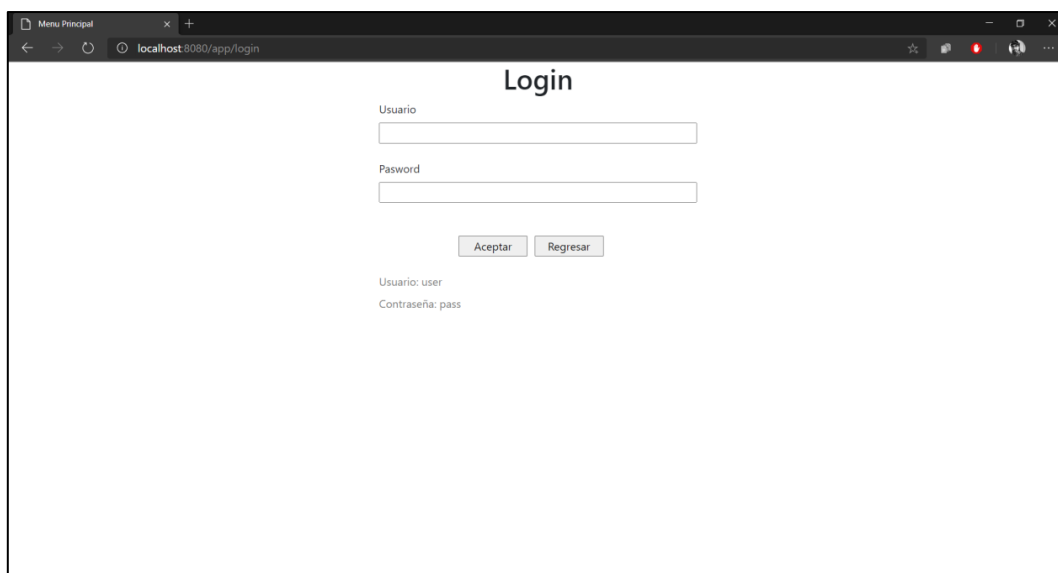 Menu Principal
localhost:8080/app/login
Login
Usuario
Pasword
Aceptar Regresar
Usuario: user
Contraseña: pass